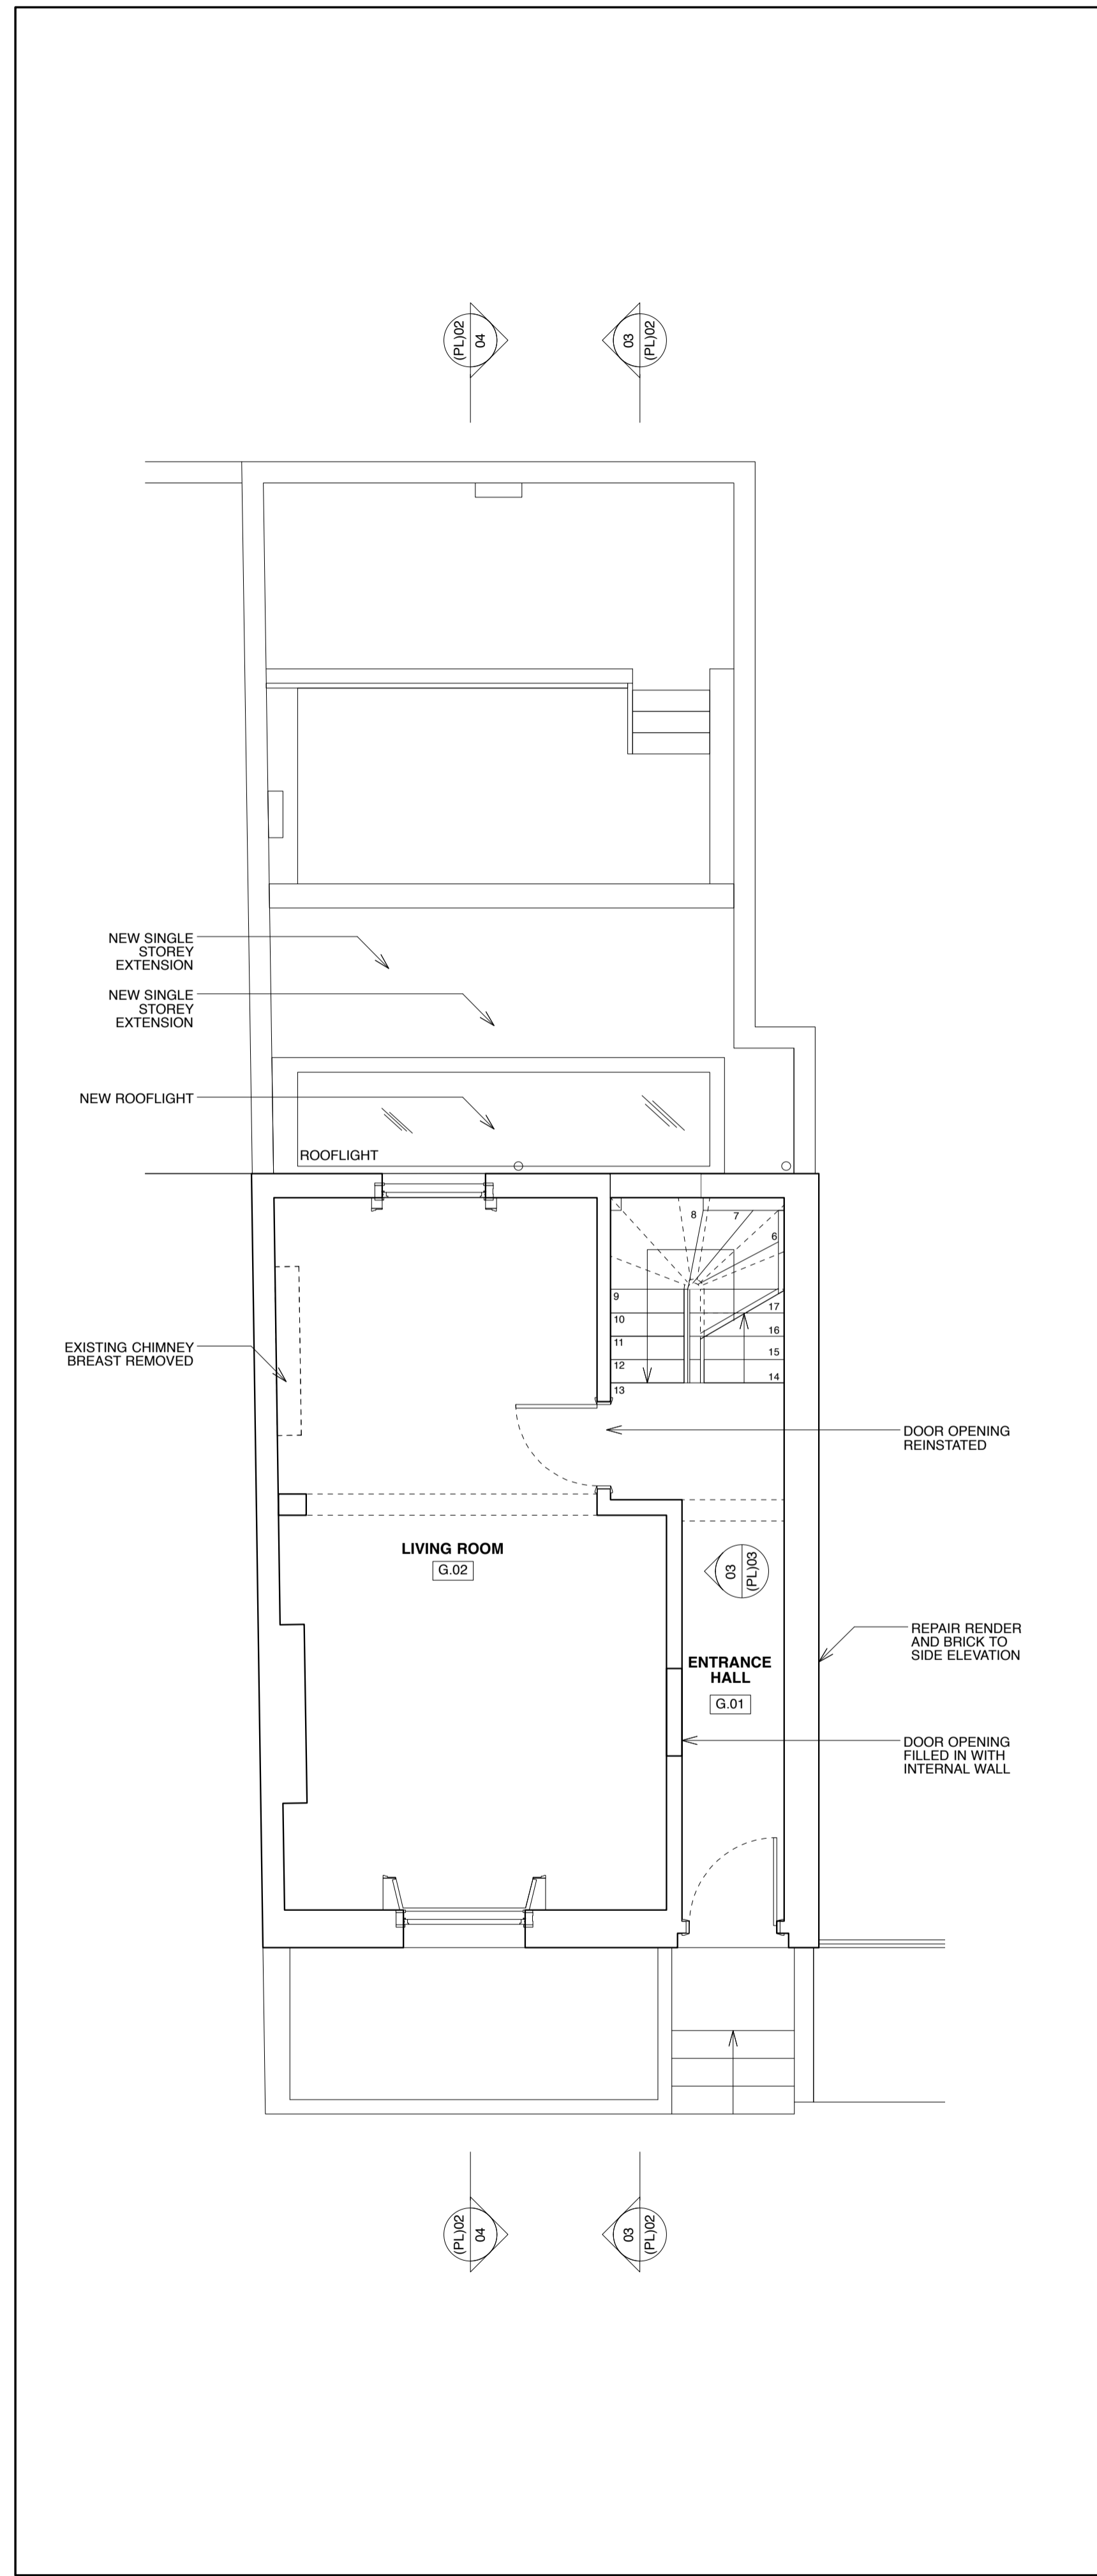 (PL)02
04
03
(PL)02
NEW SINGLE
STOREY
EXTENSION
NEW SINGLE
STOREY
EXTENSION
NEW ROOFLIGHT
ROOFLIGHT
8
7
6
9
10
11
12
13
17
16
15
14
EXISTING CHIMNEY
BREAST REMOVED
DOOR OPENING
REINSTATED
LIVING ROOM
G.02
03
(PL)03
REPAIR RENDER
AND BRICK TO
SIDE ELEVATION
ENTRANCE
HALL
G.01
DOOR OPENING
FILLED IN WITH
INTERNAL WALL
(PL)02
04
03
(PL)02